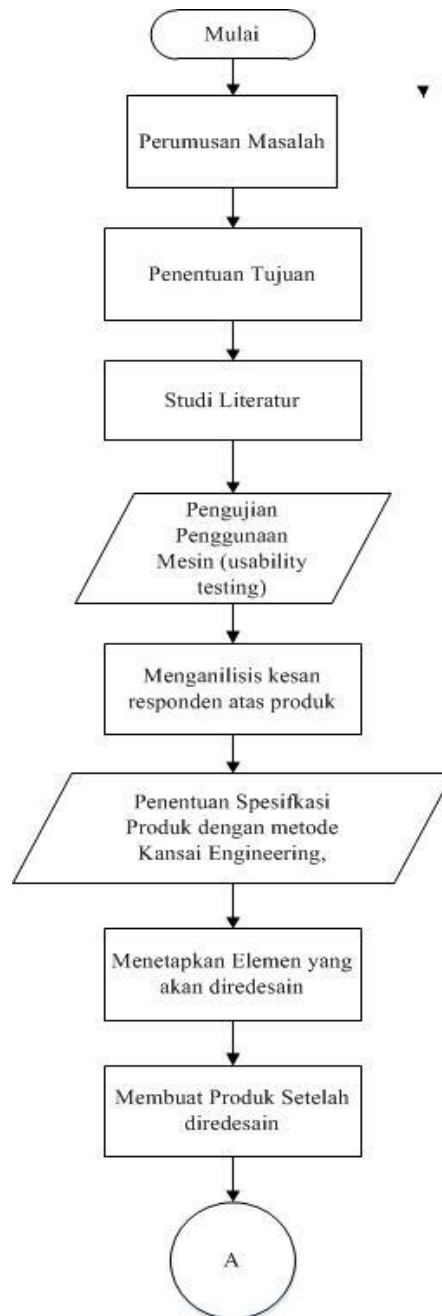 Mulai
Perumusan Masalah
Penentuan Tujuan
Studi Literatur
Pengujian
Penggunaan
Mesin (usability
testing)
Menganilisis kesan
responden atas produk
Penentuan Spesifkasi
Produk dengan metode
Kansai Engineering,
Menetapkan Elemen yang
akan diredesain
Membuat Produk Setelah
diredesain
A